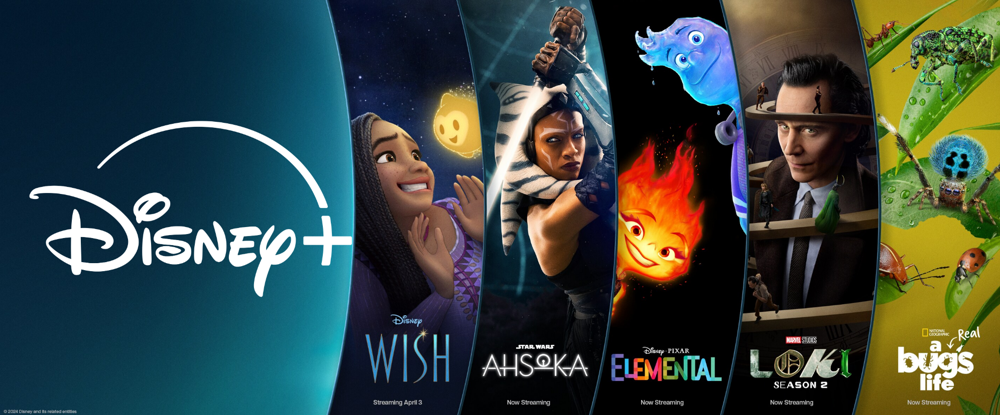 Disney+
© 2024 Disney and its related entities
Disney
WISH
Streaming April 3
STAR WARS
AHSOKA
Now Streaming
Disney · PIXAR
ELEMENTAL
Now Streaming
MARVEL STUDIOS
LOKI
SEASON 2
Now Streaming
NATIONAL
GEOGRAPHIC
Real
a
bug's
life
Now Streaming